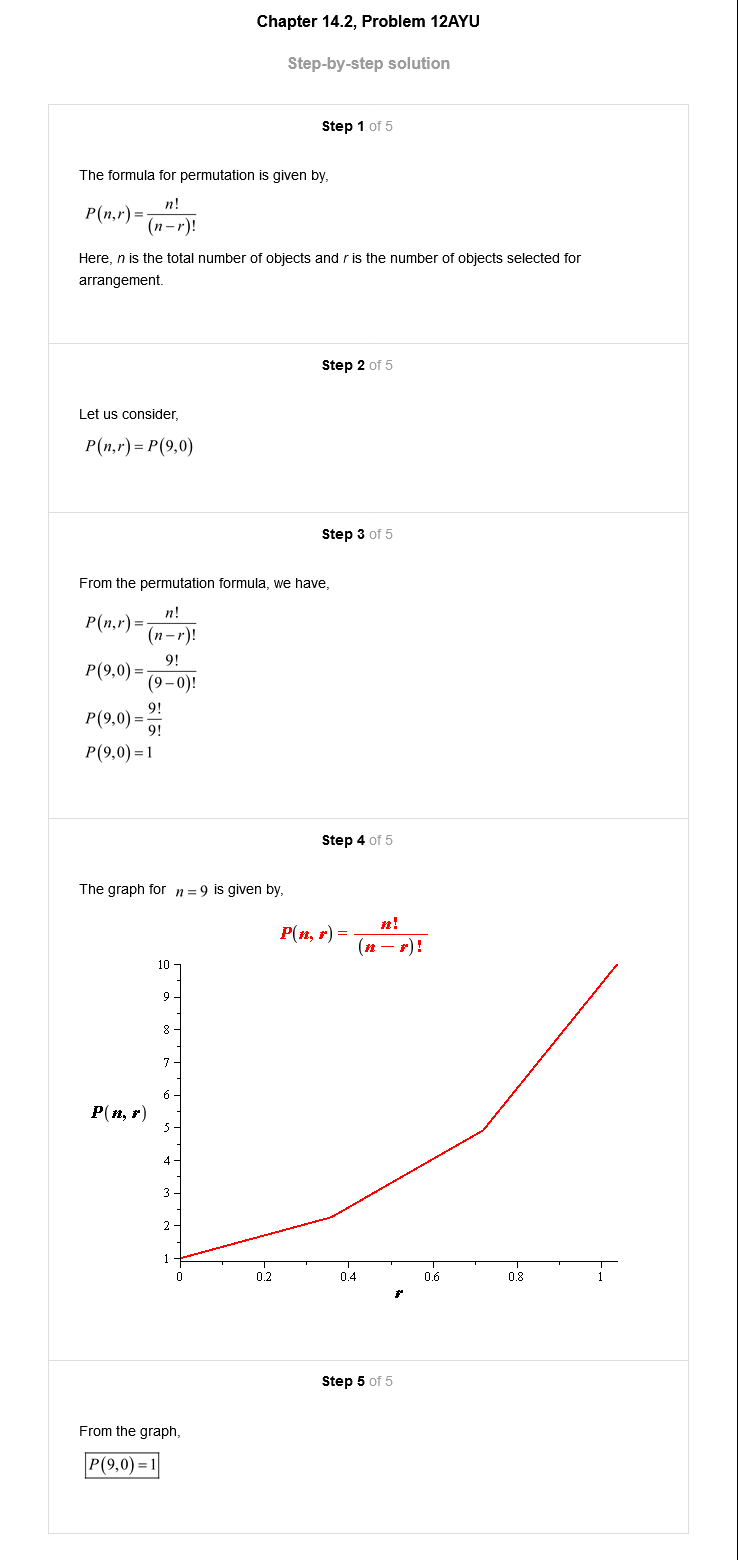 Chapter 14.2, Problem 12AYU
Step-by-step solution
Step 1 of 5
The formula for permutation is given by,
P(n,r) = n!/(n−r)!
Here, n is the total number of objects and r is the number of objects selected for
arrangement.
Step 2 of 5
Let us consider,
P(n,r) = P(9,0)
Step 3 of 5
From the permutation formula, we have,
P(n,r) = n!/(n−r)!
P(9,0) = 9!/(9−0)!
P(9,0) = 9!/9!
P(9,0) = 1
Step 4 of 5
The graph for n = 9 is given by,
P(n, r) = n!/(n − r)!
10
9
8
7
6
P(n, r)
5
4
3
2
1
0 0.2 0.4 0.6 0.8 1
r
Step 5 of 5
From the graph,
P(9,0) = 1